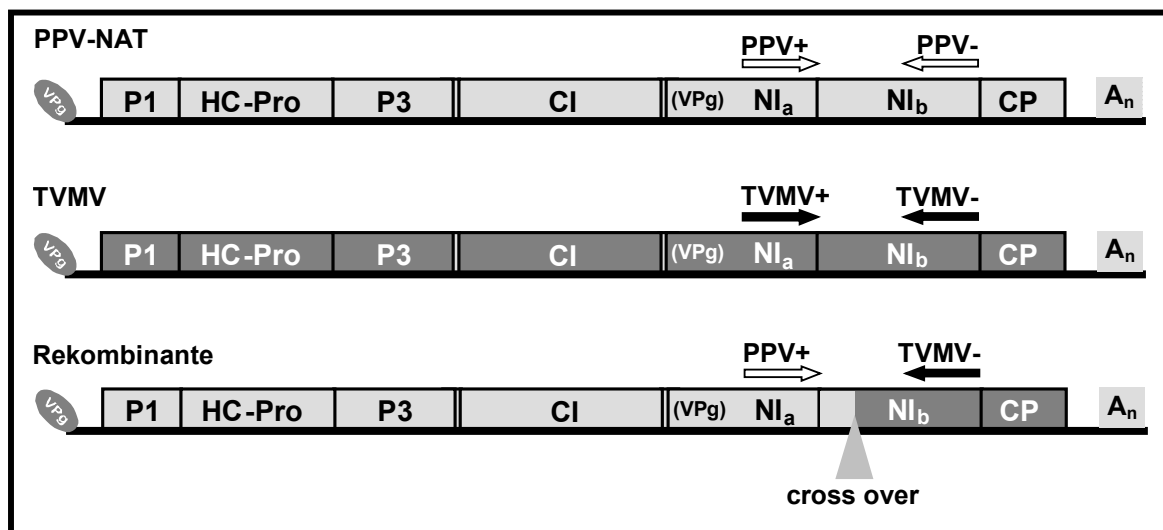 PPV-NAT
PPV+ PPV-
VPg P1 HC-Pro P3 CI (VPg) NIa NIb CP An
TVMV
TVMV+ TVMV-
VPg P1 HC-Pro P3 CI (VPg) NIa NIb CP An
Rekombinante
PPV+ TVMV-
VPg P1 HC-Pro P3 CI (VPg) NIa NIb CP An
cross over